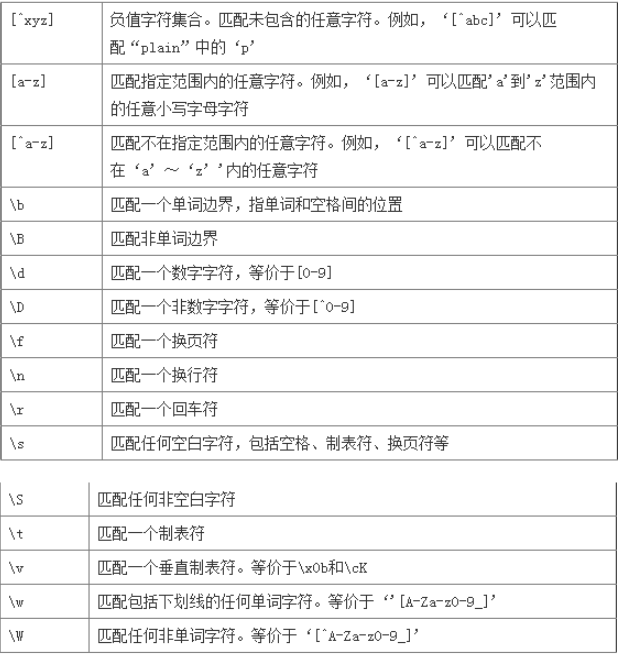 [^xyz] 负值字符集合。匹配未包含的任意字符。例如， ‘[^abc]’可以匹
配“plain”中的‘p’
[a-z] 匹配指定范围内的任意字符。例如， ‘[a-z]’可以匹配'a'到'z'范围内
的任意小写字母字符
[^a-z] 匹配不在指定范围内的任意字符。例如， ‘[^a-z]’可以匹配不
在‘a’～‘z’'内的任意字符
\b 匹配一个单词边界，指单词和空格间的位置
\B 匹配非单词边界
\d 匹配一个数字字符，等价于[0-9]
\D 匹配一个非数字字符，等价于[^0-9]
\f 匹配一个换页符
\n 匹配一个换行符
\r 匹配一个回车符
\s 匹配任何空白字符，包括空格、制表符、换页符等
\S 匹配任何非空白字符
\t 匹配一个制表符
\v 匹配一个垂直制表符。等价于\x0b和\cK
\w 匹配包括下划线的任何单词字符。等价于‘’[A-Za-z0-9_]’
\W 匹配任何非单词字符。等价于‘[^A-Za-z0-9_]’